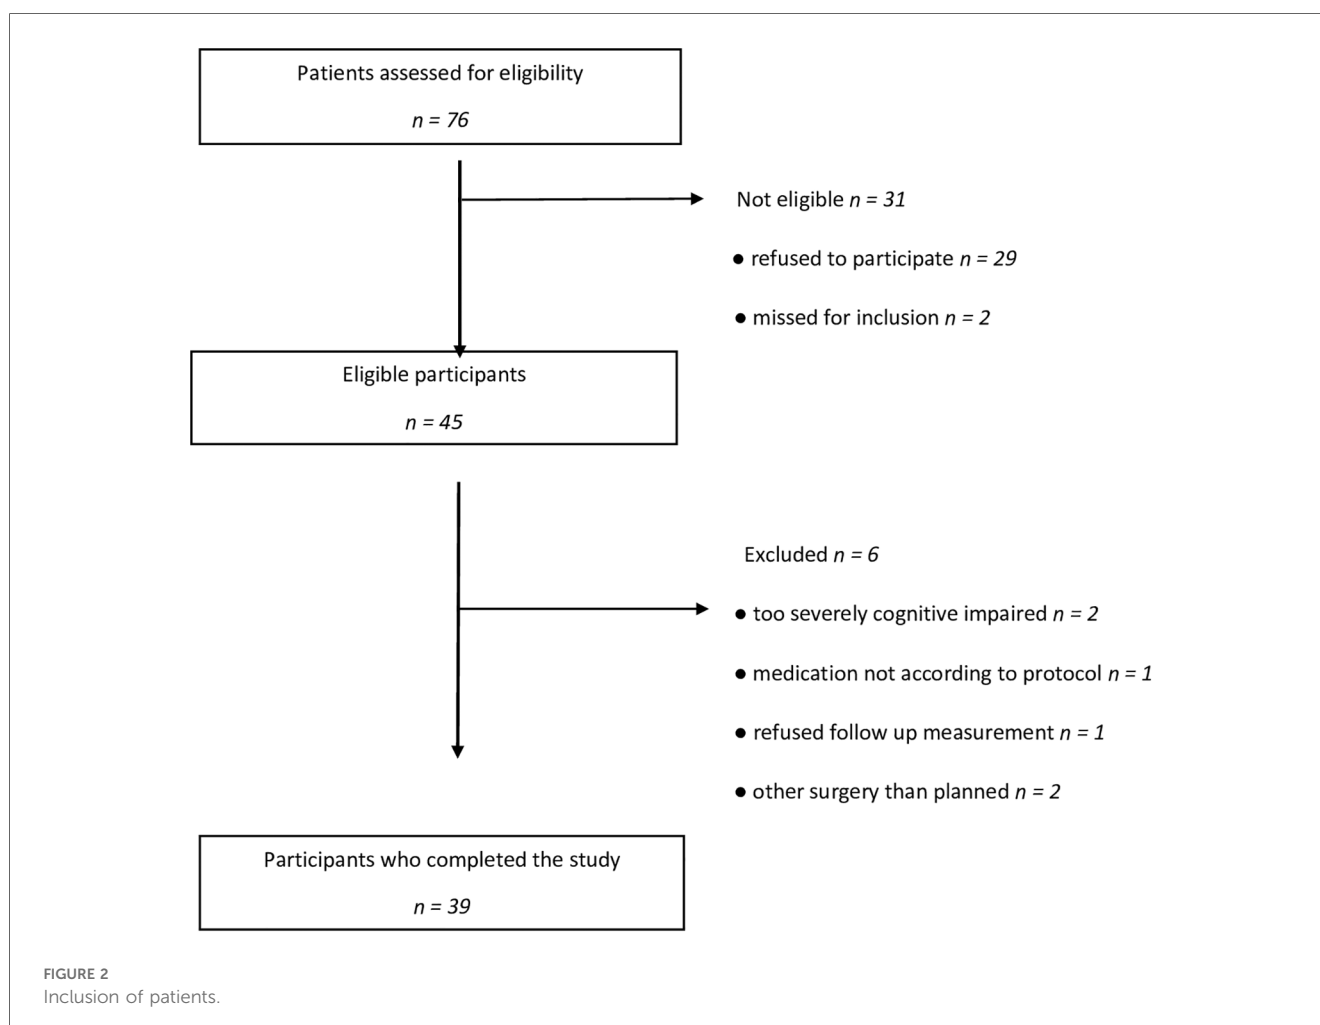 Patients assessed for eligibility
n = 76
Not eligible n = 31
● refused to participate n = 29
● missed for inclusion n = 2
Eligible participants
n = 45
Excluded n = 6
● too severely cognitive impaired n = 2
● medication not according to protocol n = 1
● refused follow up measurement n = 1
● other surgery than planned n = 2
Participants who completed the study
n = 39
FIGURE 2
Inclusion of patients.